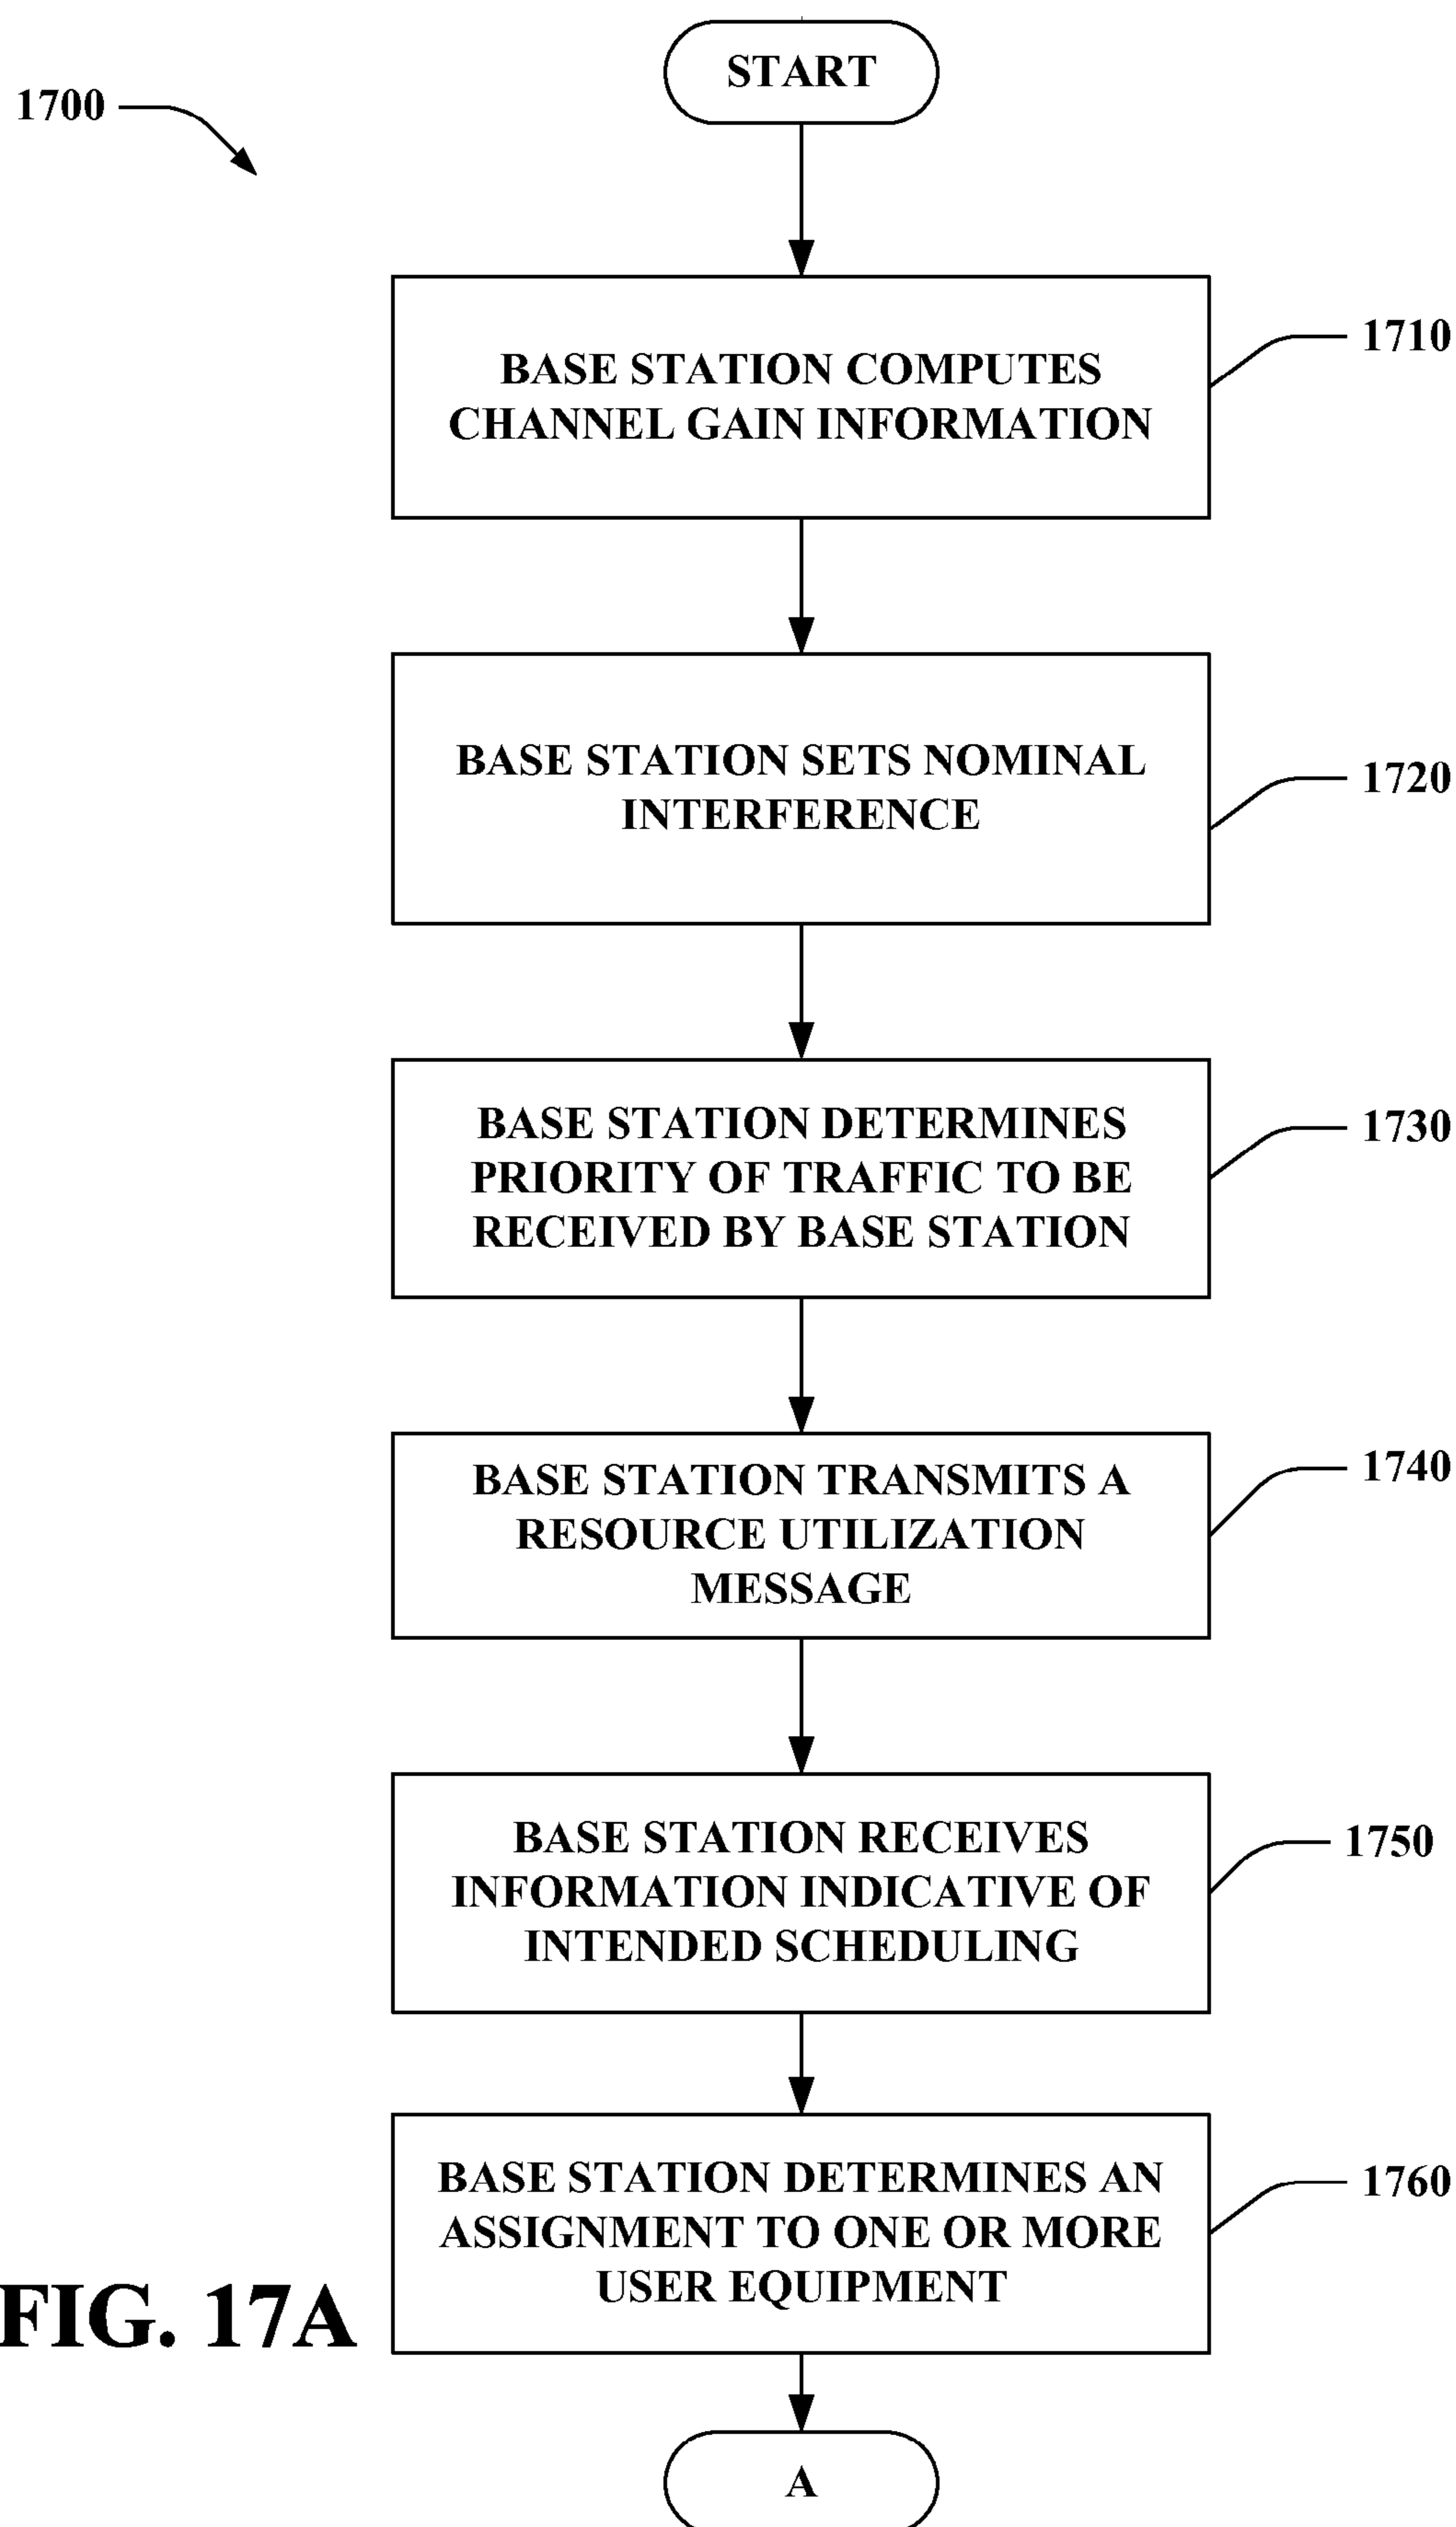 START
1700
BASE STATION COMPUTES
CHANNEL GAIN INFORMATION
1710
BASE STATION SETS NOMINAL
INTERFERENCE
1720
BASE STATION DETERMINES
PRIORITY OF TRAFFIC TO BE
RECEIVED BY BASE STATION
1730
BASE STATION TRANSMITS A
RESOURCE UTILIZATION
MESSAGE
1740
BASE STATION RECEIVES
INFORMATION INDICATIVE OF
INTENDED SCHEDULING
1750
BASE STATION DETERMINES AN
ASSIGNMENT TO ONE OR MORE
USER EQUIPMENT
1760
FIG. 17A
A